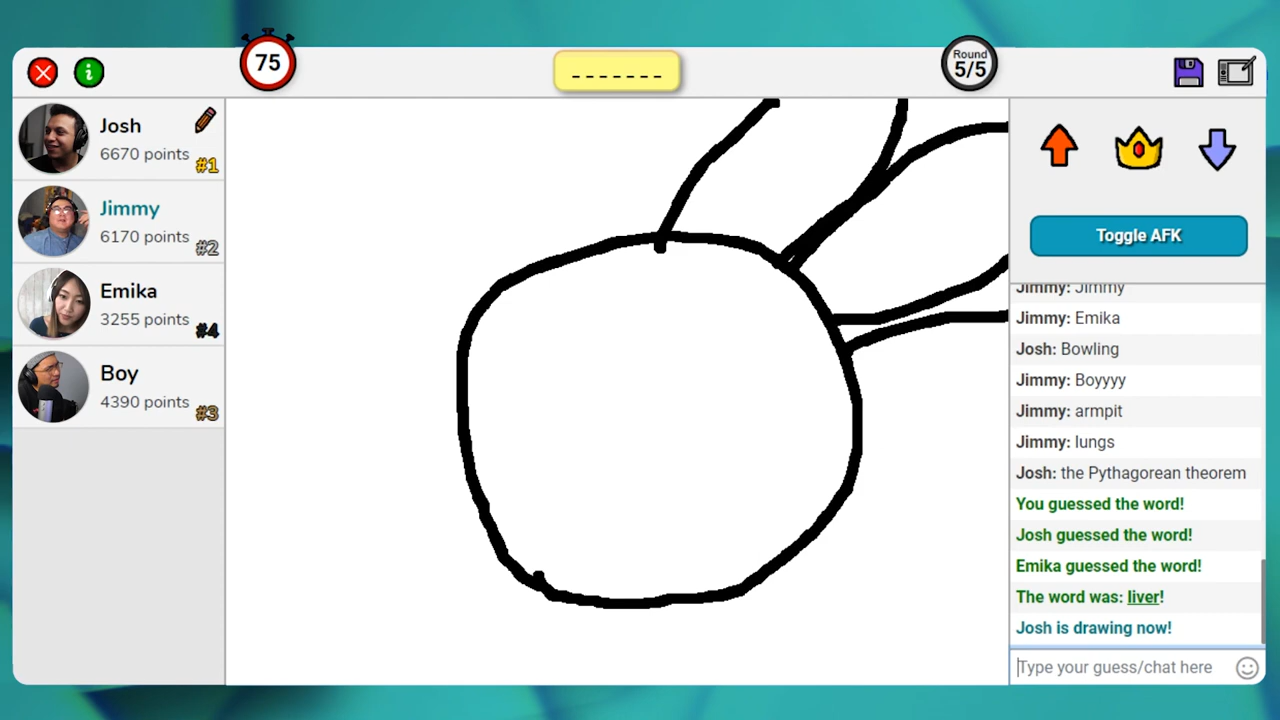 75
_ _ _ _ _ _ _
Round
5/5
Josh
6670 points
#1
Jimmy
6170 points
#2
Emika
3255 points
#4
Boy
4390 points
#3
Toggle AFK
Jimmy: Jimmy
Jimmy: Emika
Josh: Bowling
Jimmy: Boyyyy
Jimmy: armpit
Jimmy: lungs
Josh: the Pythagorean theorem
You guessed the word!
Josh guessed the word!
Emika guessed the word!
The word was: liver!
Josh is drawing now!
Type your guess/chat here